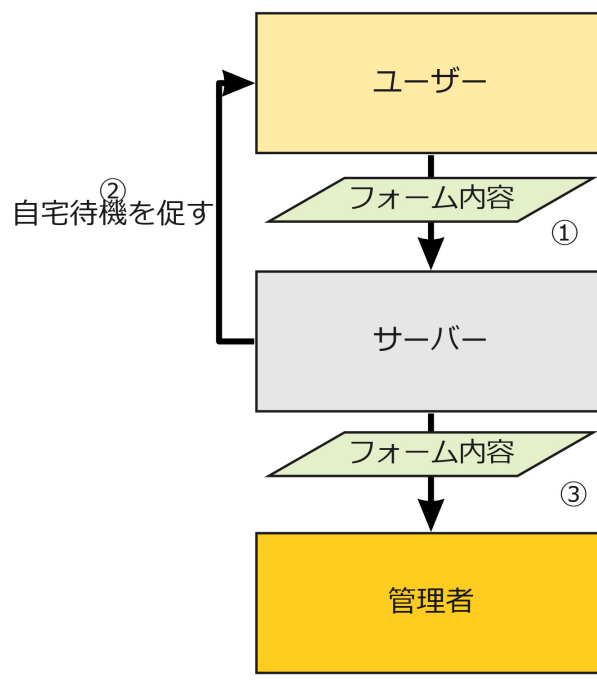 ユーザー
フォーム内容
①
②
自宅待機を促す
サーバー
フォーム内容
③
管理者